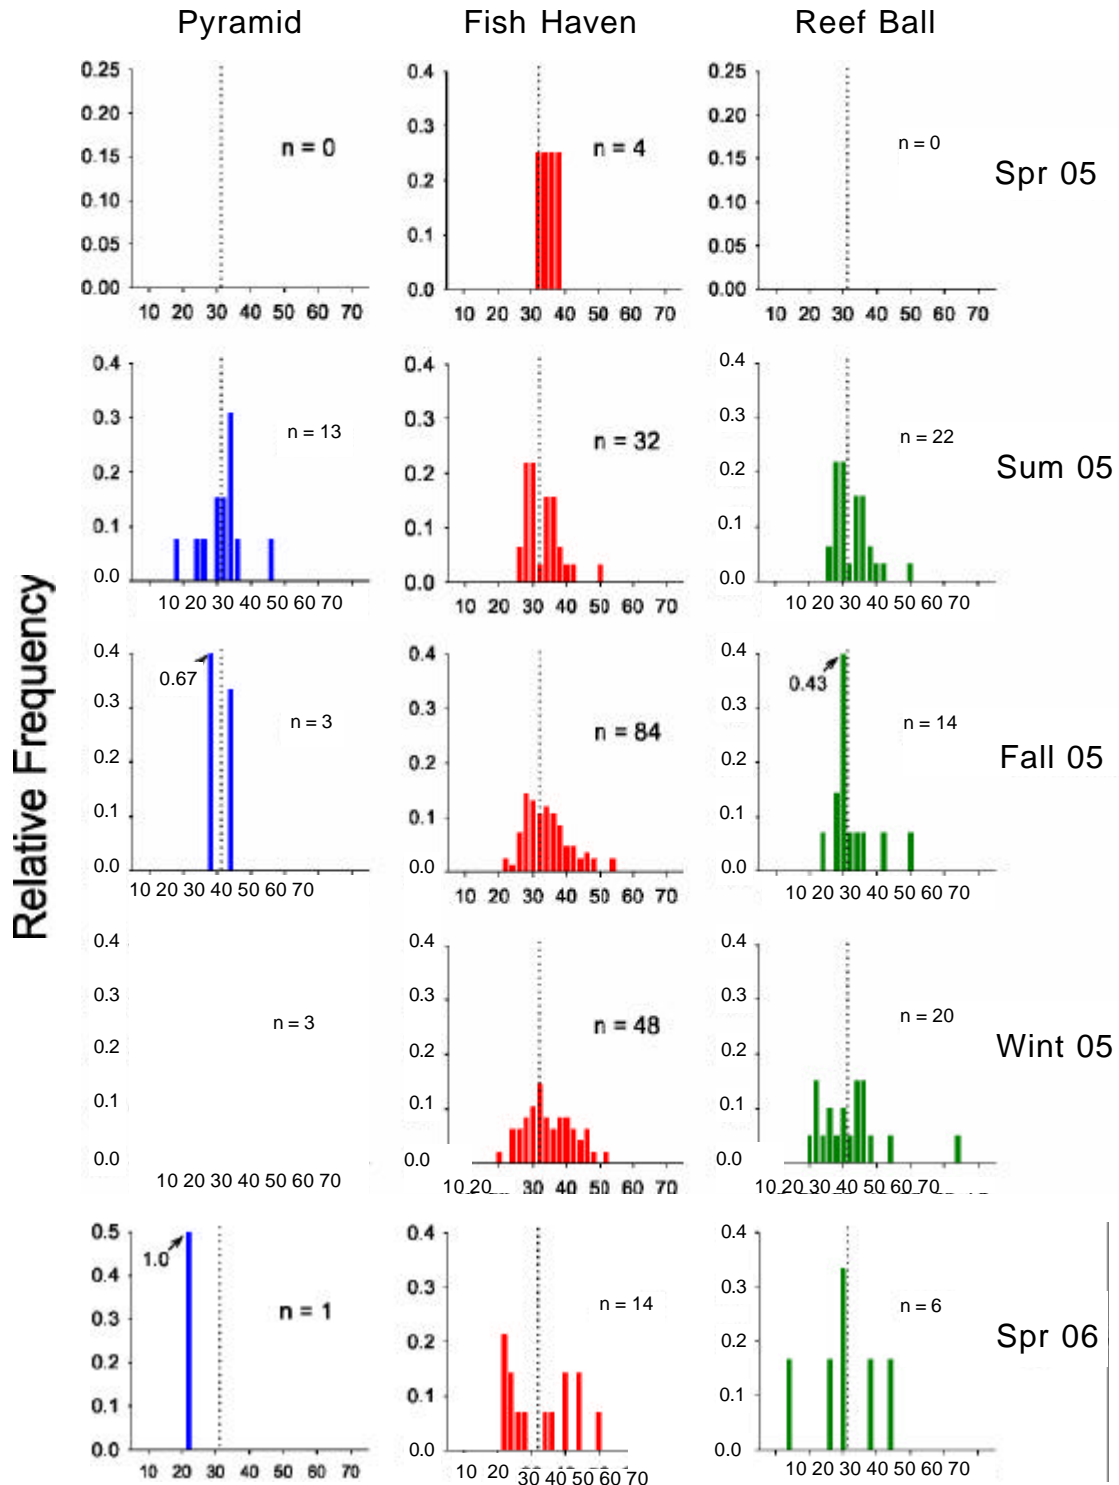 Pyramid Fish Haven Reef Ball
Relative Frequency
0.25 0.20 0.15 0.10 0.05 0.00
n = 0
10 20 30 40 50 60 70
0.4 0.3 0.2 0.1 0.0
n = 4
10 20 30 40 50 60 70
0.25 0.20 0.15 0.10 0.05 0.00
n = 0
10 20 30 40 50 60 70
Spr 05
0.4 0.3 0.2 0.1 0.0
n = 13
10 20 30 40 50 60 70
0.4 0.3 0.2 0.1 0.0
n = 32
10 20 30 40 50 60 70
0.4 0.3 0.2 0.1 0.0
n = 22
10 20 30 40 50 60 70
Sum 05
0.4 0.3 0.2 0.1 0.0
0.67
n = 3
10 20 30 40 50 60 70
0.4 0.3 0.2 0.1 0.0
n = 84
10 20 30 40 50 60 70
0.4 0.3 0.2 0.1 0.0
0.43
n = 14
10 20 30 40 50 60 70
Fall 05
0.4 0.3 0.2 0.1 0.0
n = 3
10 20 30 40 50 60 70
0.4 0.3 0.2 0.1 0.0
n = 48
10 20 30 40 50 60 70
0.4 0.3 0.2 0.1 0.0
n = 20
10 20 30 40 50 60 70
Wint 05
0.5 0.4 0.3 0.2 0.1 0.0
1.0
n = 1
10 20 30 40 50 60 70
0.4 0.3 0.2 0.1 0.0
n = 14
10 20 30 40 50 60 70
0.4 0.3 0.2 0.1 0.0
n = 6
10 20 30 40 50 60 70
Spr 06